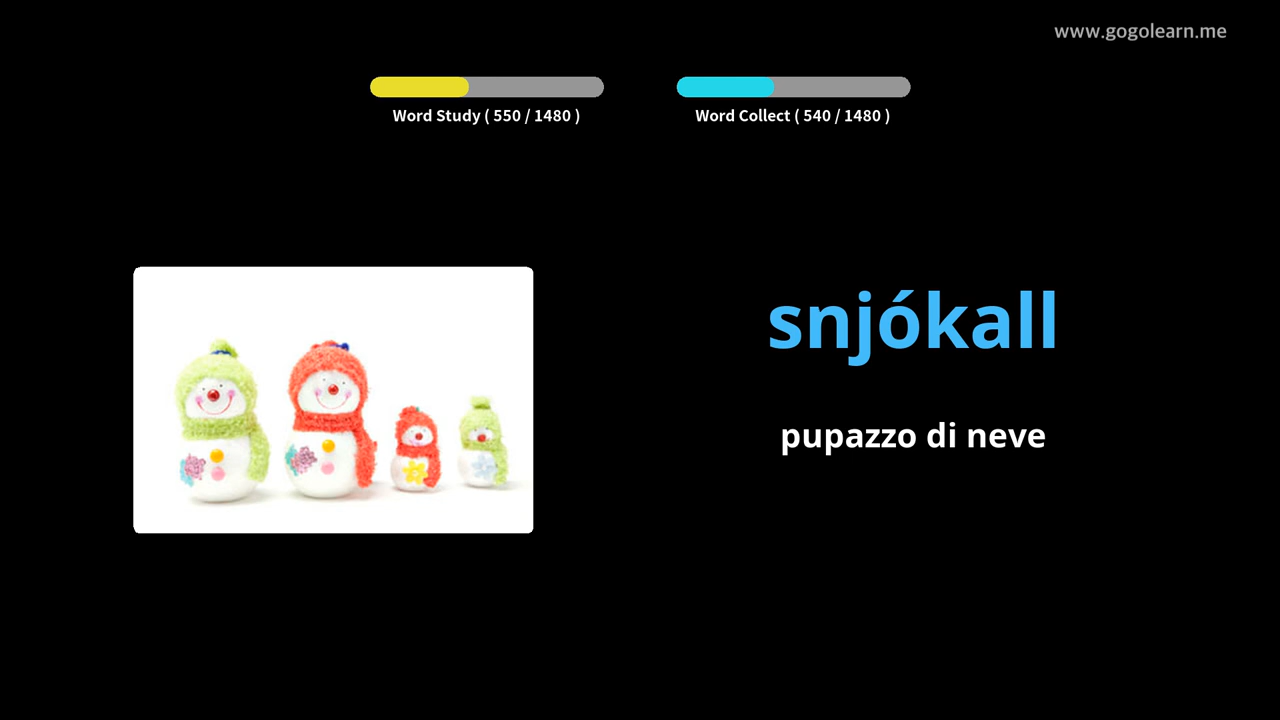 www.gogolearn.me
Word Study ( 550 / 1480 )
Word Collect ( 540 / 1480 )
snjókall
pupazzo di neve